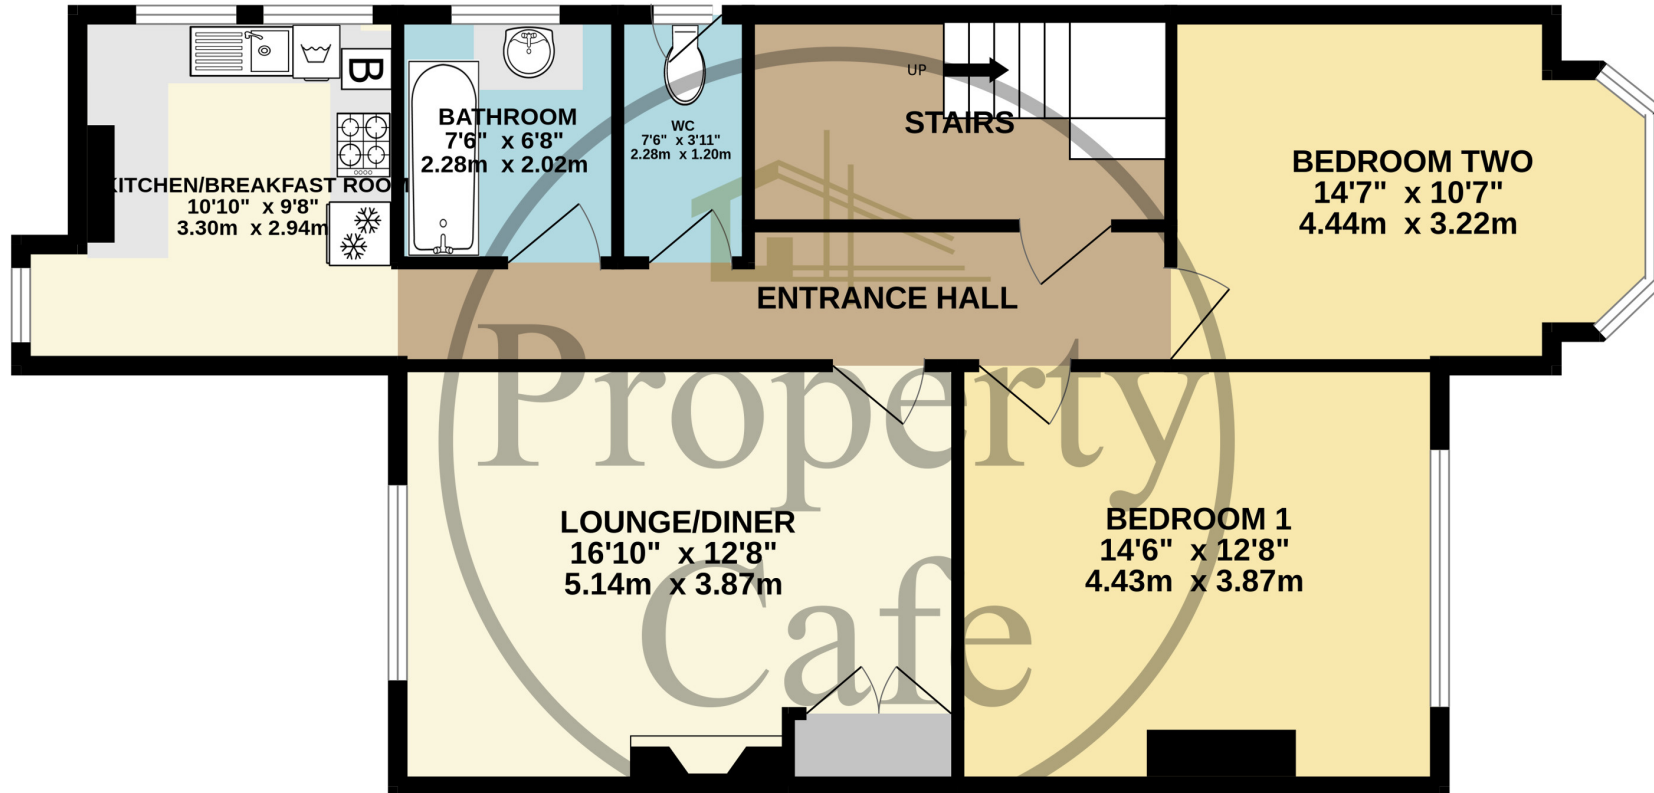 B
KITCHEN/BREAKFAST ROOM
10'10" x 9'8"
3.30m x 2.94m
BATHROOM
7'6" x 6'8"
2.28m x 2.02m
WC
7'6" x 3'11"
2.28m x 1.20m
UP
STAIRS
BEDROOM TWO
14'7" x 10'7"
4.44m x 3.22m
ENTRANCE HALL
Property
Cafe
LOUNGE/DINER
16'10" x 12'8"
5.14m x 3.87m
BEDROOM 1
14'6" x 12'8"
4.43m x 3.87m